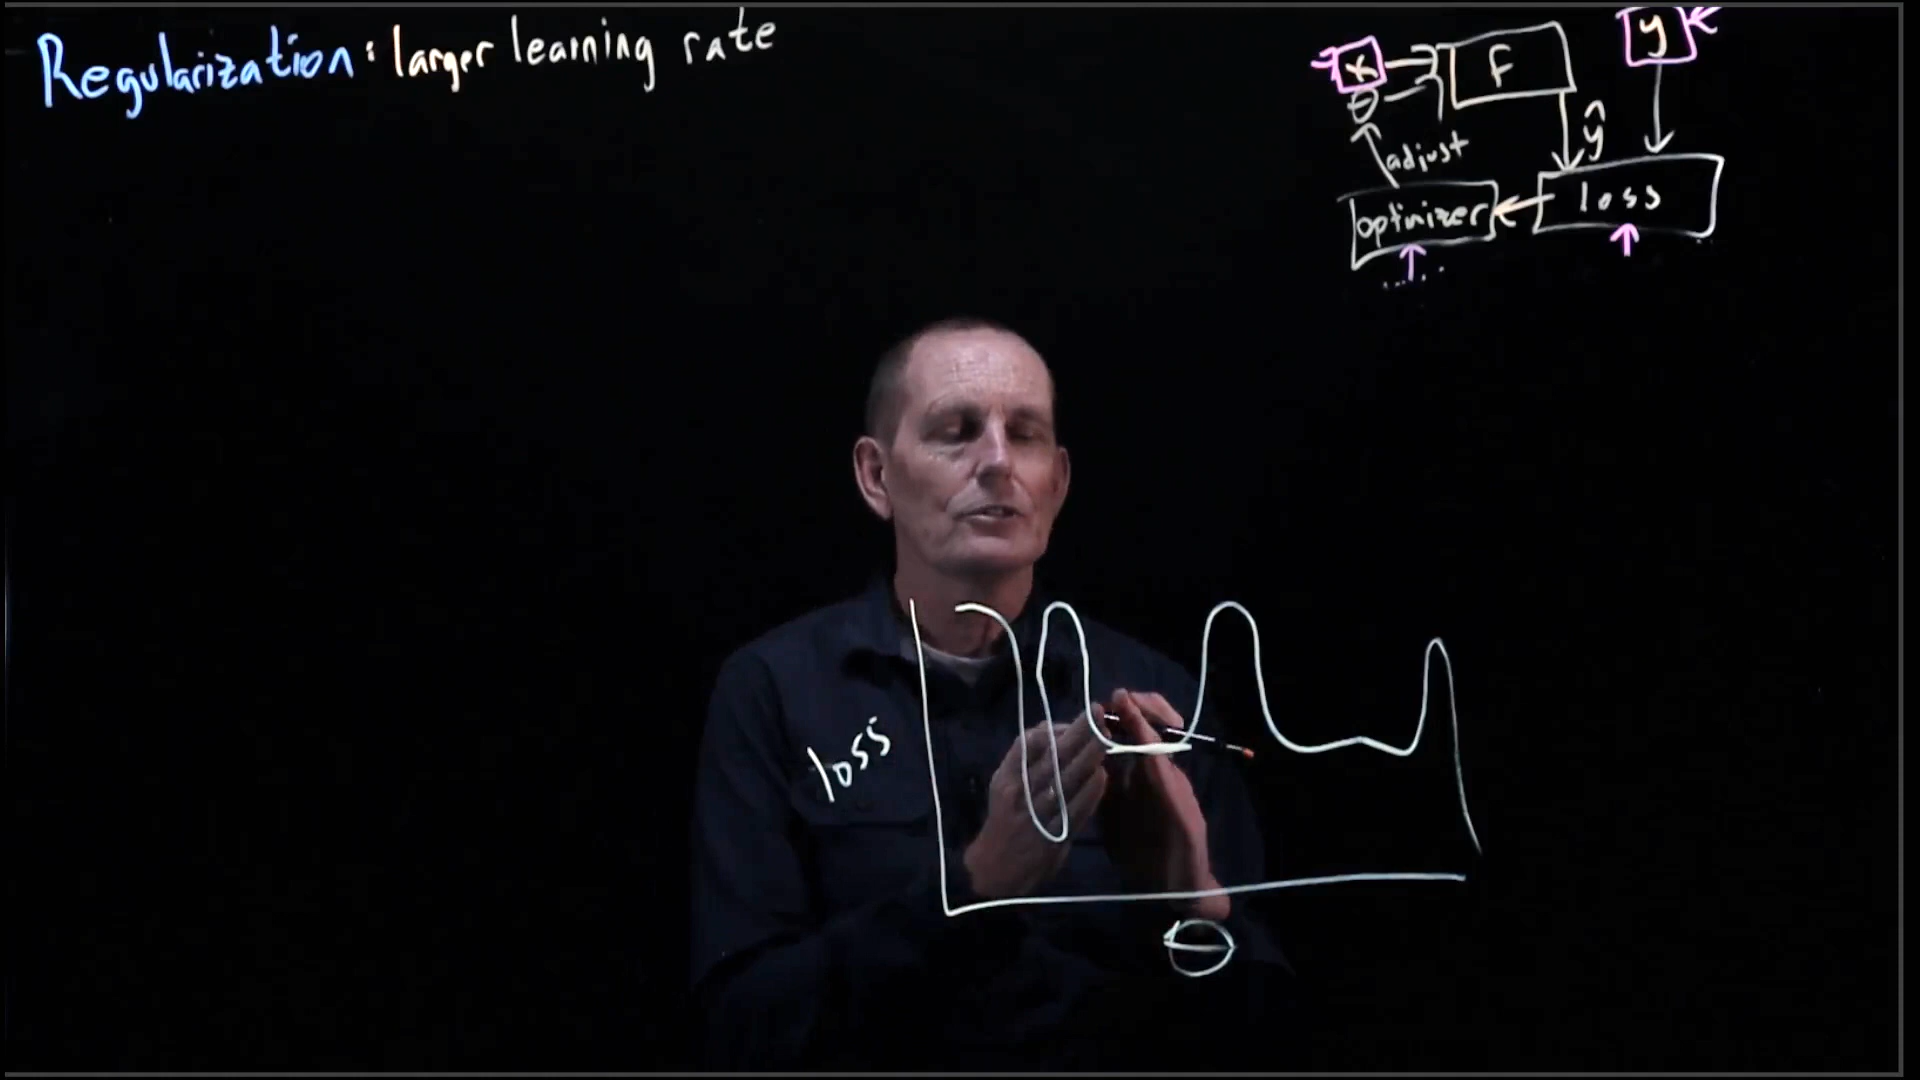 Regularization: larger learning rate
x
θ
f
y
ŷ
adjust
optimizer
loss
loss
θ